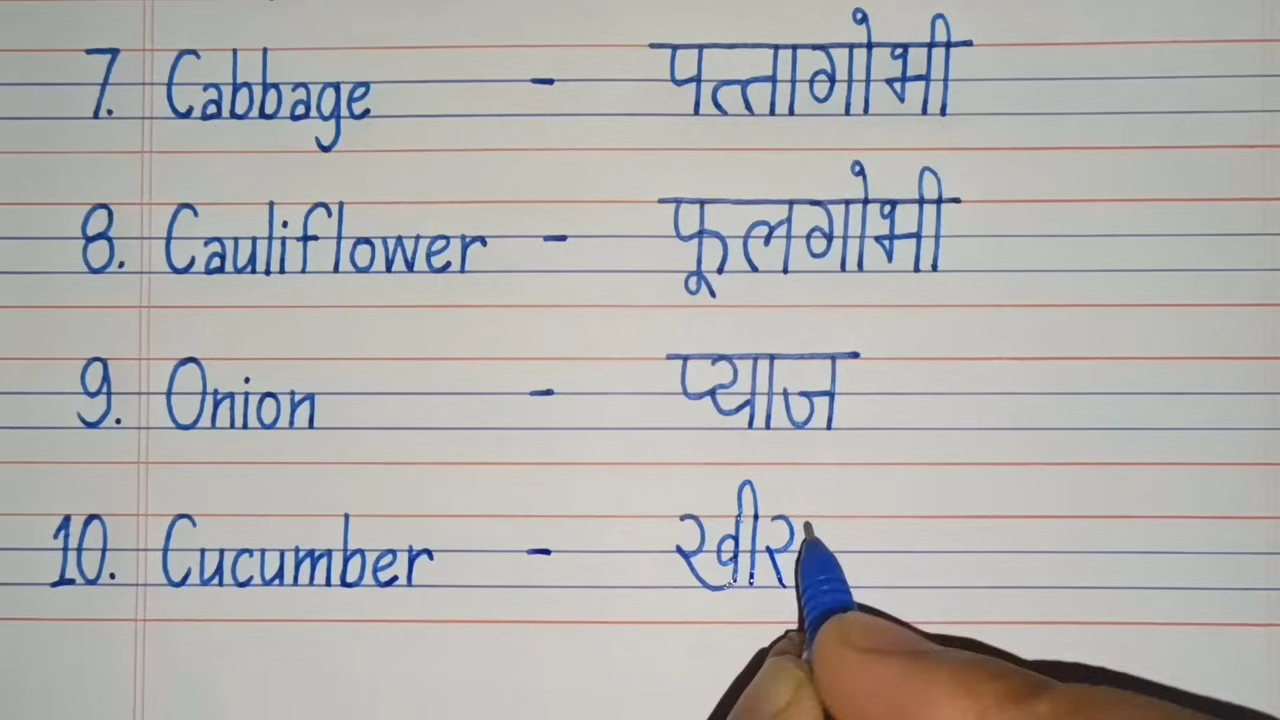 7. Cabbage - पत्तागोभी
8. Cauliflower - फूलगोभी
9. Onion - प्याज
10. Cucumber - खीर